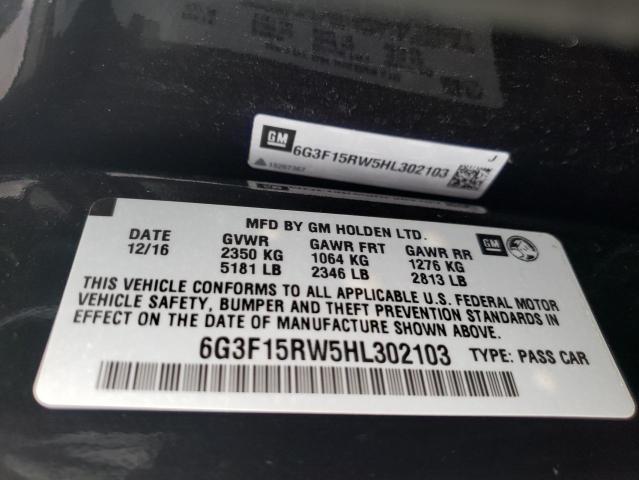 GM
6G3F15RW5HL302103
J
MFD BY GM HOLDEN LTD.
DATE GVWR GAWR FRT GAWR RR GM
12/16 2350 KG 1064 KG 1276 KG
5181 LB 2346 LB 2813 LB
THIS VEHICLE CONFORMS TO ALL APPLICABLE U.S. FEDERAL MOTOR
VEHICLE SAFETY, BUMPER AND THEFT PREVENTION STANDARDS IN
EFFECT ON THE DATE OF MANUFACTURE SHOWN ABOVE.
6G3F15RW5HL302103 TYPE: PASS CAR